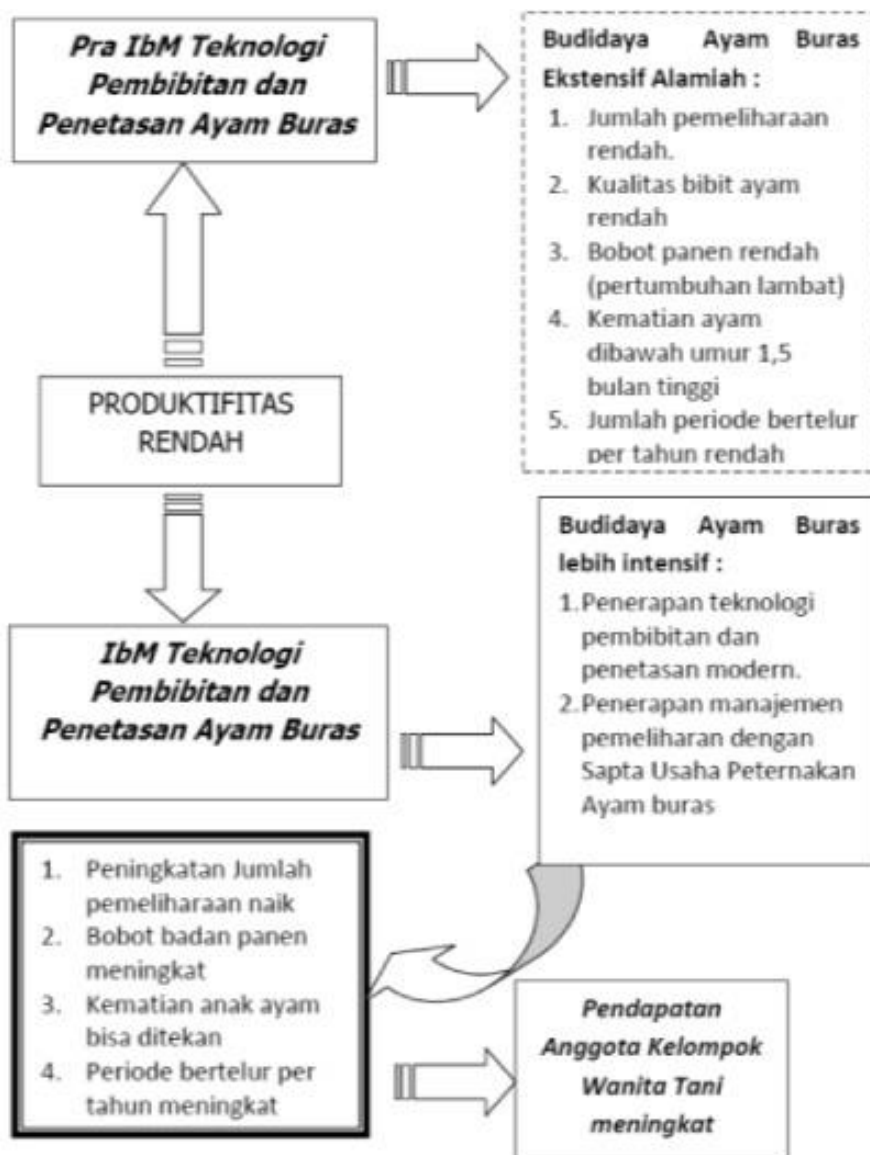 Pra IbM Teknologi
Pembibitan dan
Penetasan Ayam Buras
Budidaya Ayam Buras
Ekstensif Alamiah :
1. Jumlah pemeliharaan
rendah.
2. Kualitas bibit ayam
rendah
3. Bobot panen rendah
(pertumbuhan lambat)
4. Kematian ayam
dibawah umur 1,5
bulan tinggi
5. Jumlah periode bertelur
per tahun rendah
PRODUKTIFITAS
RENDAH
IbM Teknologi
Pembibitan dan
Penetasan Ayam Buras
Budidaya Ayam Buras
lebih intensif :
1. Penerapan teknologi
pembibitan dan
penetasan modern.
2. Penerapan manajemen
pemeliharan dengan
Sapta Usaha Peternakan
Ayam buras
1. Peningkatan Jumlah
pemeliharaan naik
2. Bobot badan panen
meningkat
3. Kematian anak ayam
bisa ditekan
4. Periode bertelur per
tahun meningkat
Pendapatan
Anggota Kelompok
Wanita Tani
meningkat